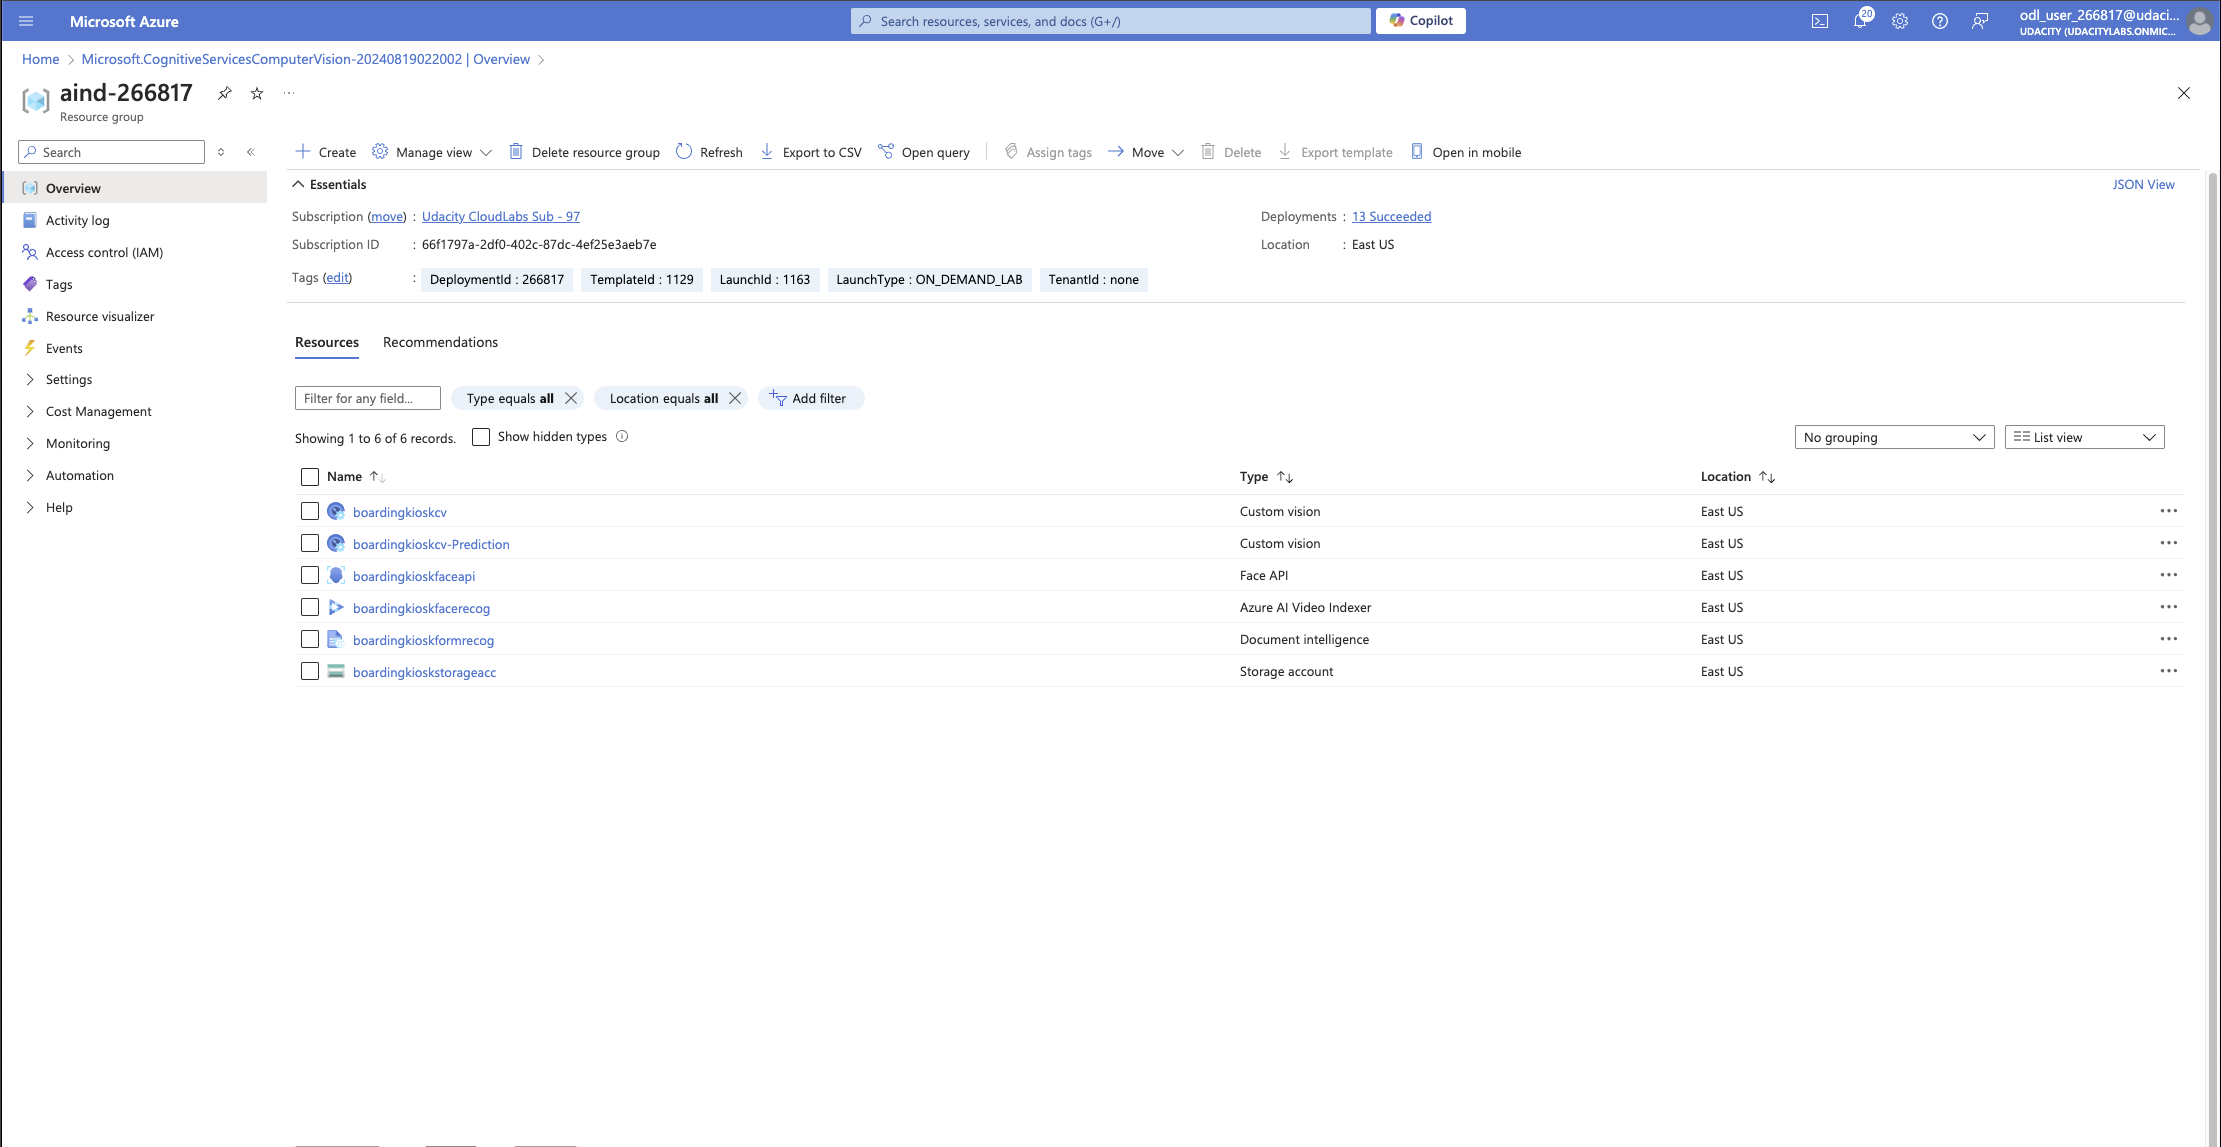 Microsoft Azure
Search resources, services, and docs (G+/)
Copilot
20
odl_user_266817@udaci...
UDACITY (UDACITYLABS.ONMIC...
Home > Microsoft.CognitiveServicesComputerVision-20240819022002 | Overview >
aind-266817
Resource group
Search
Create
Manage view
Delete resource group
Refresh
Export to CSV
Open query
Assign tags
Move
Delete
Export template
Open in mobile
Overview
Activity log
Access control (IAM)
Tags
Resource visualizer
Events
Settings
Cost Management
Monitoring
Automation
Help
Essentials
JSON View
Subscription (move) : Udacity CloudLabs Sub - 97
Deployments : 13 Succeeded
Subscription ID : 66f1797a-2df0-402c-87dc-4ef25e3aeb7e
Location : East US
Tags (edit) : DeploymentId : 266817 TemplateId : 1129 LaunchId : 1163 LaunchType : ON_DEMAND_LAB TenantId : none
Resources Recommendations
Filter for any field...
Type equals all
Location equals all
Add filter
Showing 1 to 6 of 6 records.
Show hidden types
No grouping
List view
Name Type Location
boardingkioskcv Custom vision East US
boardingkioskcv-Prediction Custom vision East US
boardingkioskfaceapi Face API East US
boardingkioskfacerecog Azure AI Video Indexer East US
boardingkioskformrecog Document intelligence East US
boardingkioskstorageacc Storage account East US